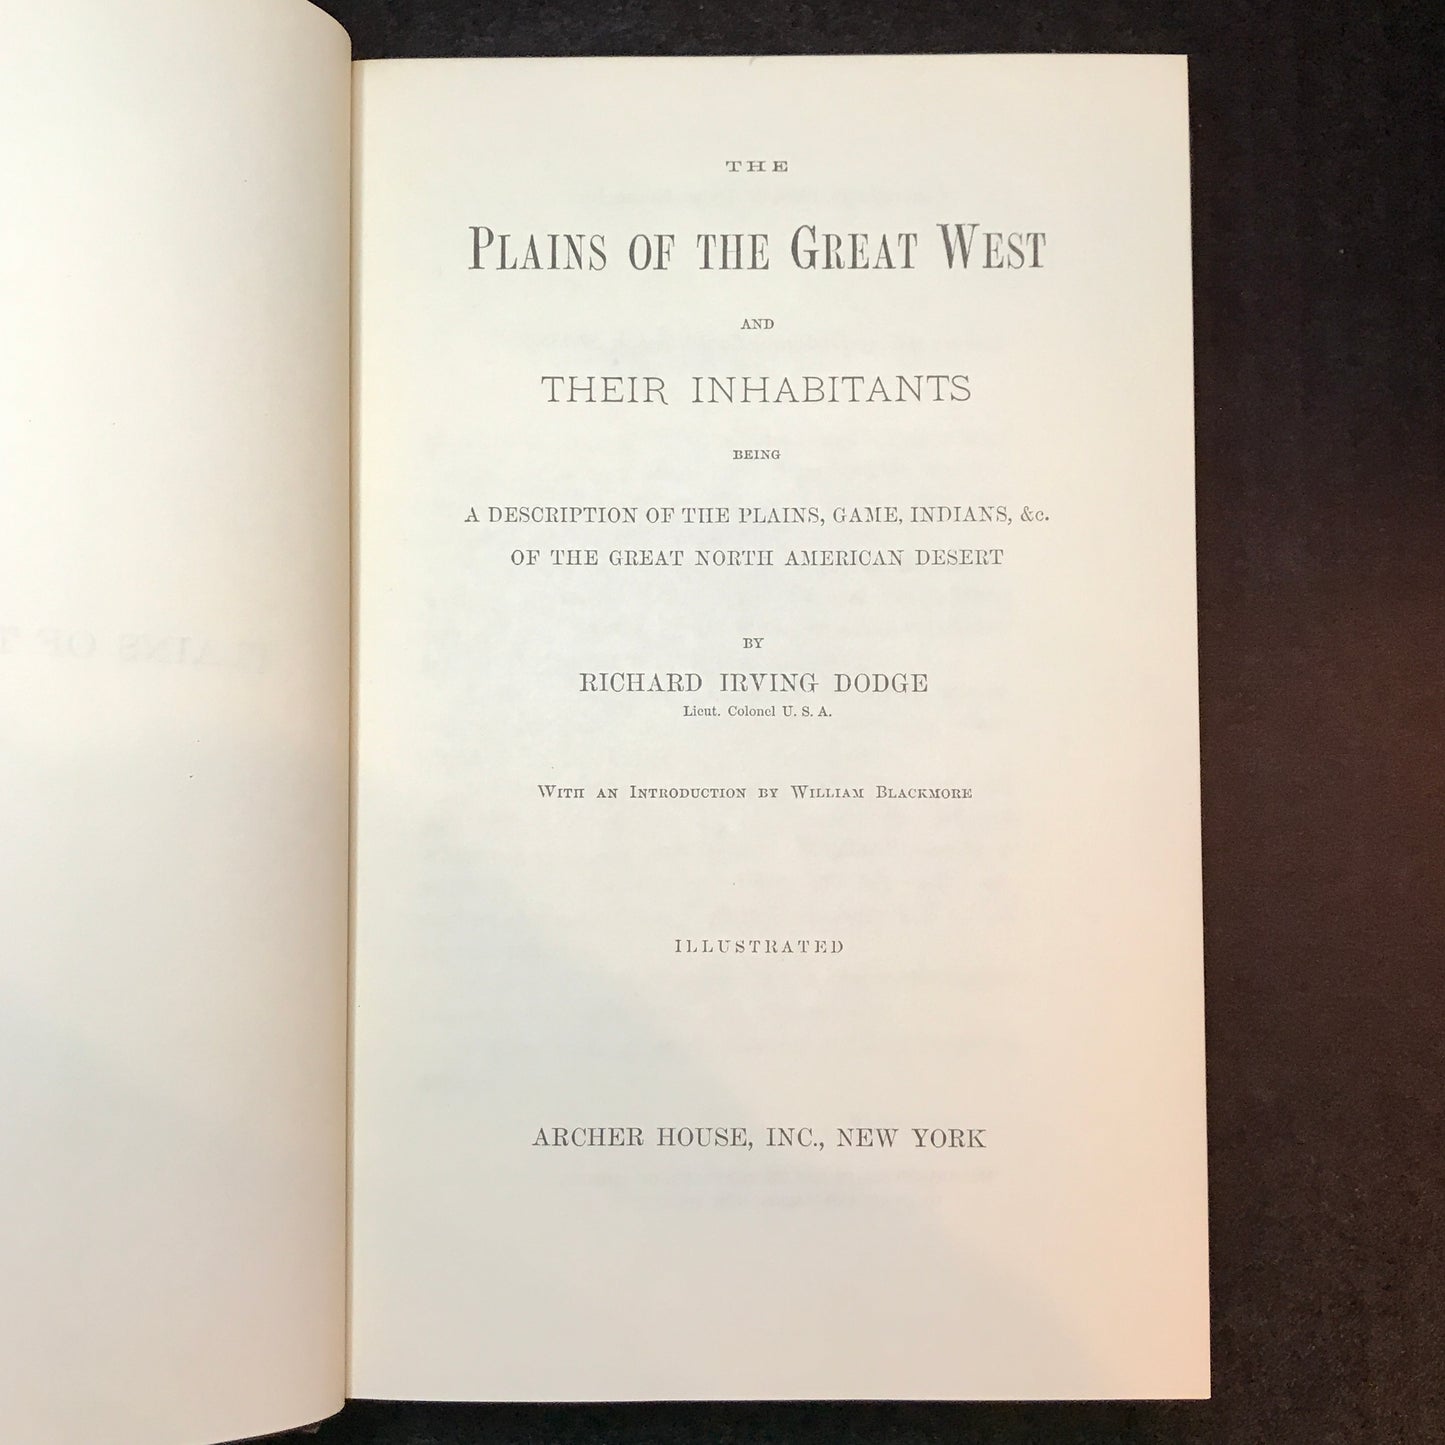 THE
PLAINS OF THE GREAT WEST
AND
THEIR INHABITANTS
BEING
A DESCRIPTION OF THE PLAINS, GAME, INDIANS, &c.
OF THE GREAT NORTH AMERICAN DESERT
BY
RICHARD IRVING DODGE
Lieut. Colonel U. S. A.
WITH AN INTRODUCTION BY WILLIAM BLACKMORE
ILLUSTRATED
ARCHER HOUSE, INC., NEW YORK